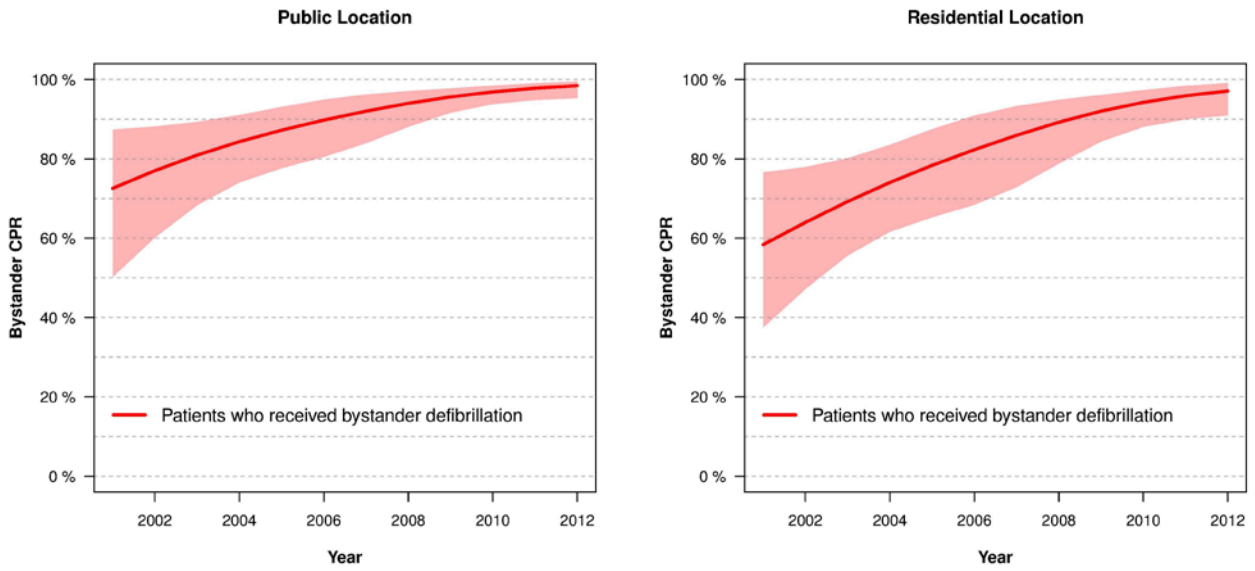 Public Location
Bystander CPR
100 %
80 %
60 %
40 %
20 %
0 %
Patients who received bystander defibrillation
2002 2004 2006 2008 2010 2012
Year
Residential Location
Bystander CPR
100 %
80 %
60 %
40 %
20 %
0 %
Patients who received bystander defibrillation
2002 2004 2006 2008 2010 2012
Year